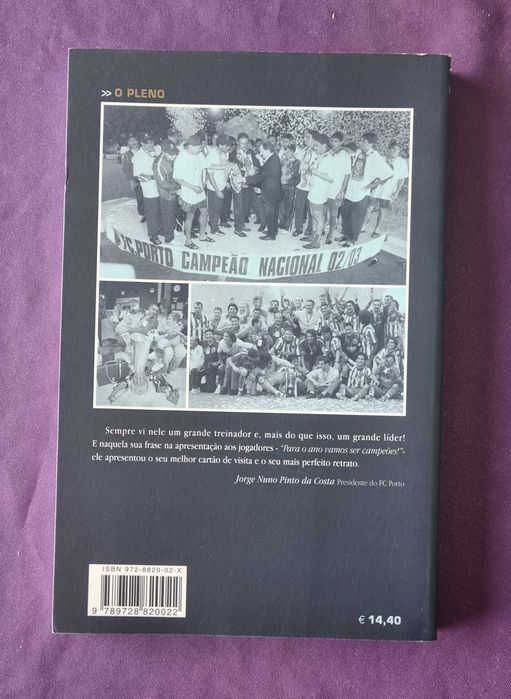 >> O PLENO
FC PORTO CAMPEÃO NACIONAL 02/03
Sempre vi nele um grande treinador e, mais do que isso, um grande líder!
E naquela sua frase na apresentação aos jogadores - "Para o ano vamos ser campeões!"-
ele apresentou o seu melhor cartão de visita e o seu mais perfeito retrato.
Jorge Nuno Pinto da Costa Presidente do FC Porto
ISBN 972-8820-02-X
9 789728 820022
€ 14,40